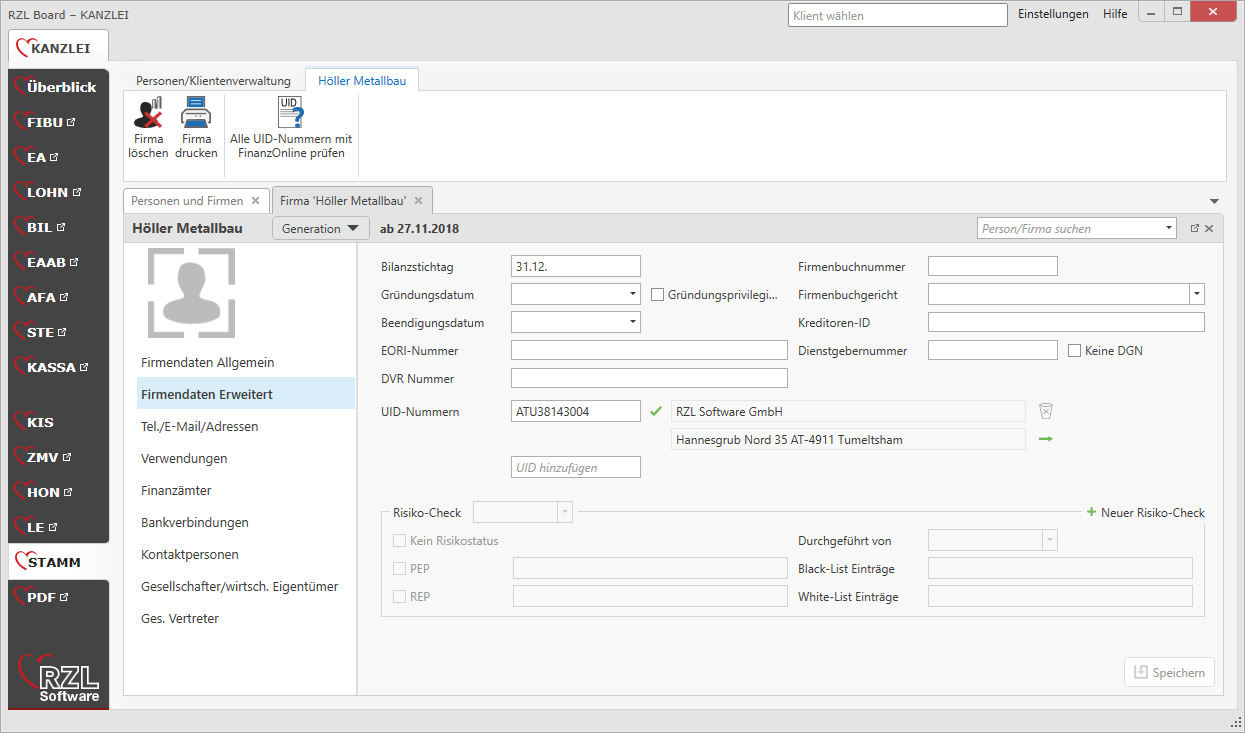 RZL Board – KANZLEI
Klient wählen
Einstellungen
Hilfe
KANZLEI
Überblick
FIBU
EA
LOHN
BIL
EAAB
AFA
STE
KASSA
KIS
ZMV
HON
LE
STAMM
PDF
RZL
Software
Personen/Klientenverwaltung
Höller Metallbau
Firma
löschen
Firma
drucken
UID
Alle UID-Nummern mit
FinanzOnline prüfen
Personen und Firmen
Firma 'Höller Metallbau'
Höller Metallbau
Generation
ab 27.11.2018
Person/Firma suchen
Firmendaten Allgemein
Firmendaten Erweitert
Tel./E-Mail/Adressen
Verwendungen
Finanzämter
Bankverbindungen
Kontaktpersonen
Gesellschafter/wirtsch. Eigentümer
Ges. Vertreter
Bilanzstichtag
31.12.
Firmenbuchnummer
Gründungsdatum
Gründungsprivilegi...
Firmenbuchgericht
Beendigungsdatum
Kreditoren-ID
EORI-Nummer
Dienstgebernummer
Keine DGN
DVR Nummer
UID-Nummern
ATU38143004
RZL Software GmbH
Hannesgrub Nord 35 AT-4911 Tumeltsham
UID hinzufügen
Risiko-Check
Neuer Risiko-Check
Kein Risikostatus
Durchgeführt von
PEP
Black-List Einträge
REP
White-List Einträge
Speichern